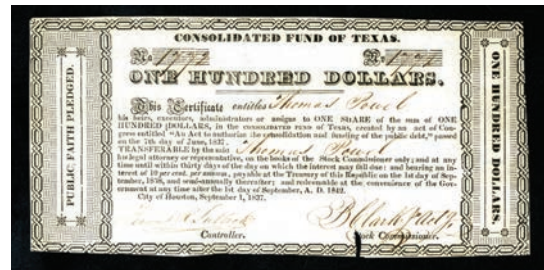 CONSOLIDATED FUND OF TEXAS.
No
No
ONE HUNDRED DOLLARS.
PUBLIC FAITH PLEDGED.
This Certificate entitles Thomas Powel
his heirs, executors, administrators or assigns to ONE SHARE of the sum of ONE
HUNDRED DOLLARS, in the CONSOLIDATED FUND of Texas, created by an act of Con-
gress entitled "An Act to authorize the consolidation and funding of the public debt," passed
on the 7th day of June, 1837.
TRANSFERABLE by the said Thomas Powel
his legal attorney or representative, on the books of the Stock Commissioner only; and at any
time until within thirty days of the day on which the interest may fall due: and bearing an in-
terest of 10 per cent. per annum, payable at the Treasury of this Republic on the 1st day of Sep-
tember, 1838, and semi-annually thereafter; and redeemable at the convenience of the Gov-
ernment at any time after the 1st day of September, A. D. 1842.
City of Houston, September 1, 1837.
Controller.
Stock Commissioner.
ONE HUNDRED DOLLARS.